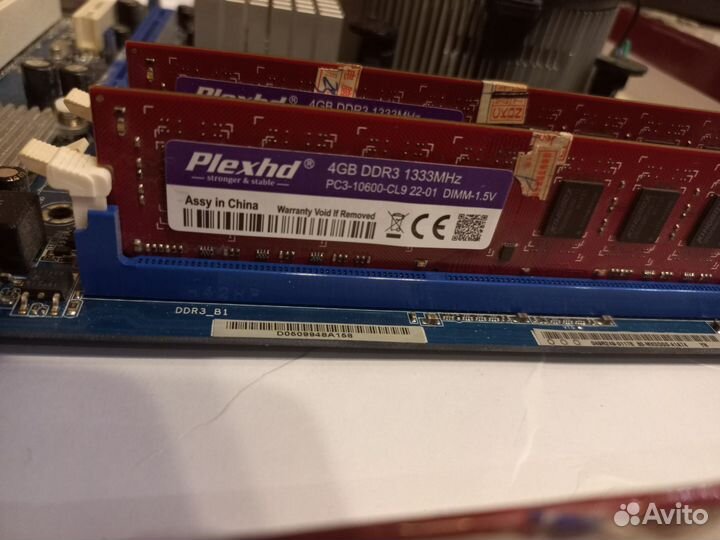 Plexhd®
4GB DDR3 1333MHz
Plexhd®
stronger & stable
4GB DDR3 1333MHz
PC3-10600-CL9 22-01 DIMM-1.5V
Assy in China
Warranty Void If Removed
CE
DDR3_B1
D0609948A158
Avito